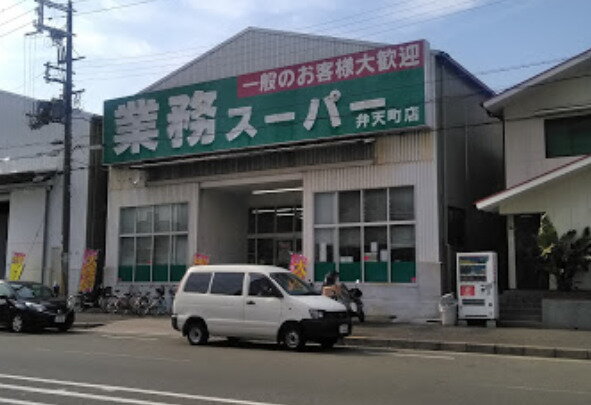 一般のお客様大歓迎
業務スーパー
弁天町店